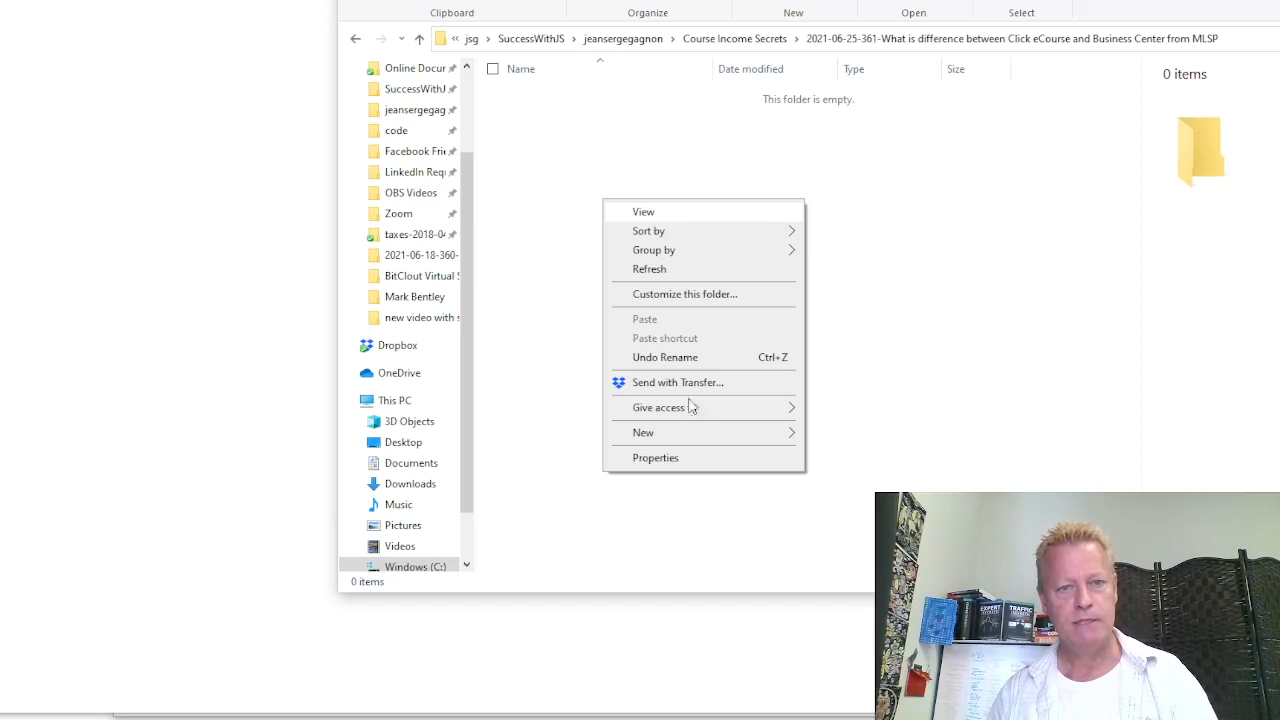 Clipboard
Organize
New
Open
Select
« jsg > SuccessWithJS > jeansergegagnon > Course Income Secrets > 2021-06-25-361-What is difference between Click eCourse and Business Center from MLSP
Name
Date modified
Type
Size
0 items
This folder is empty.
Online Docur
SuccessWithJ
jeansergegag
code
Facebook Frie
LinkedIn Requ
OBS Videos
Zoom
taxes-2018-04
2021-06-18-360-
BitClout Virtual S
Mark Bentley
new video with s
Dropbox
OneDrive
This PC
3D Objects
Desktop
Documents
Downloads
Music
Pictures
Videos
Windows (C:)
0 items
View
Sort by
Group by
Refresh
Customize this folder...
Paste
Paste shortcut
Undo Rename Ctrl+Z
Send with Transfer...
Give access
New
Properties
EXPERT
TRAFFIC